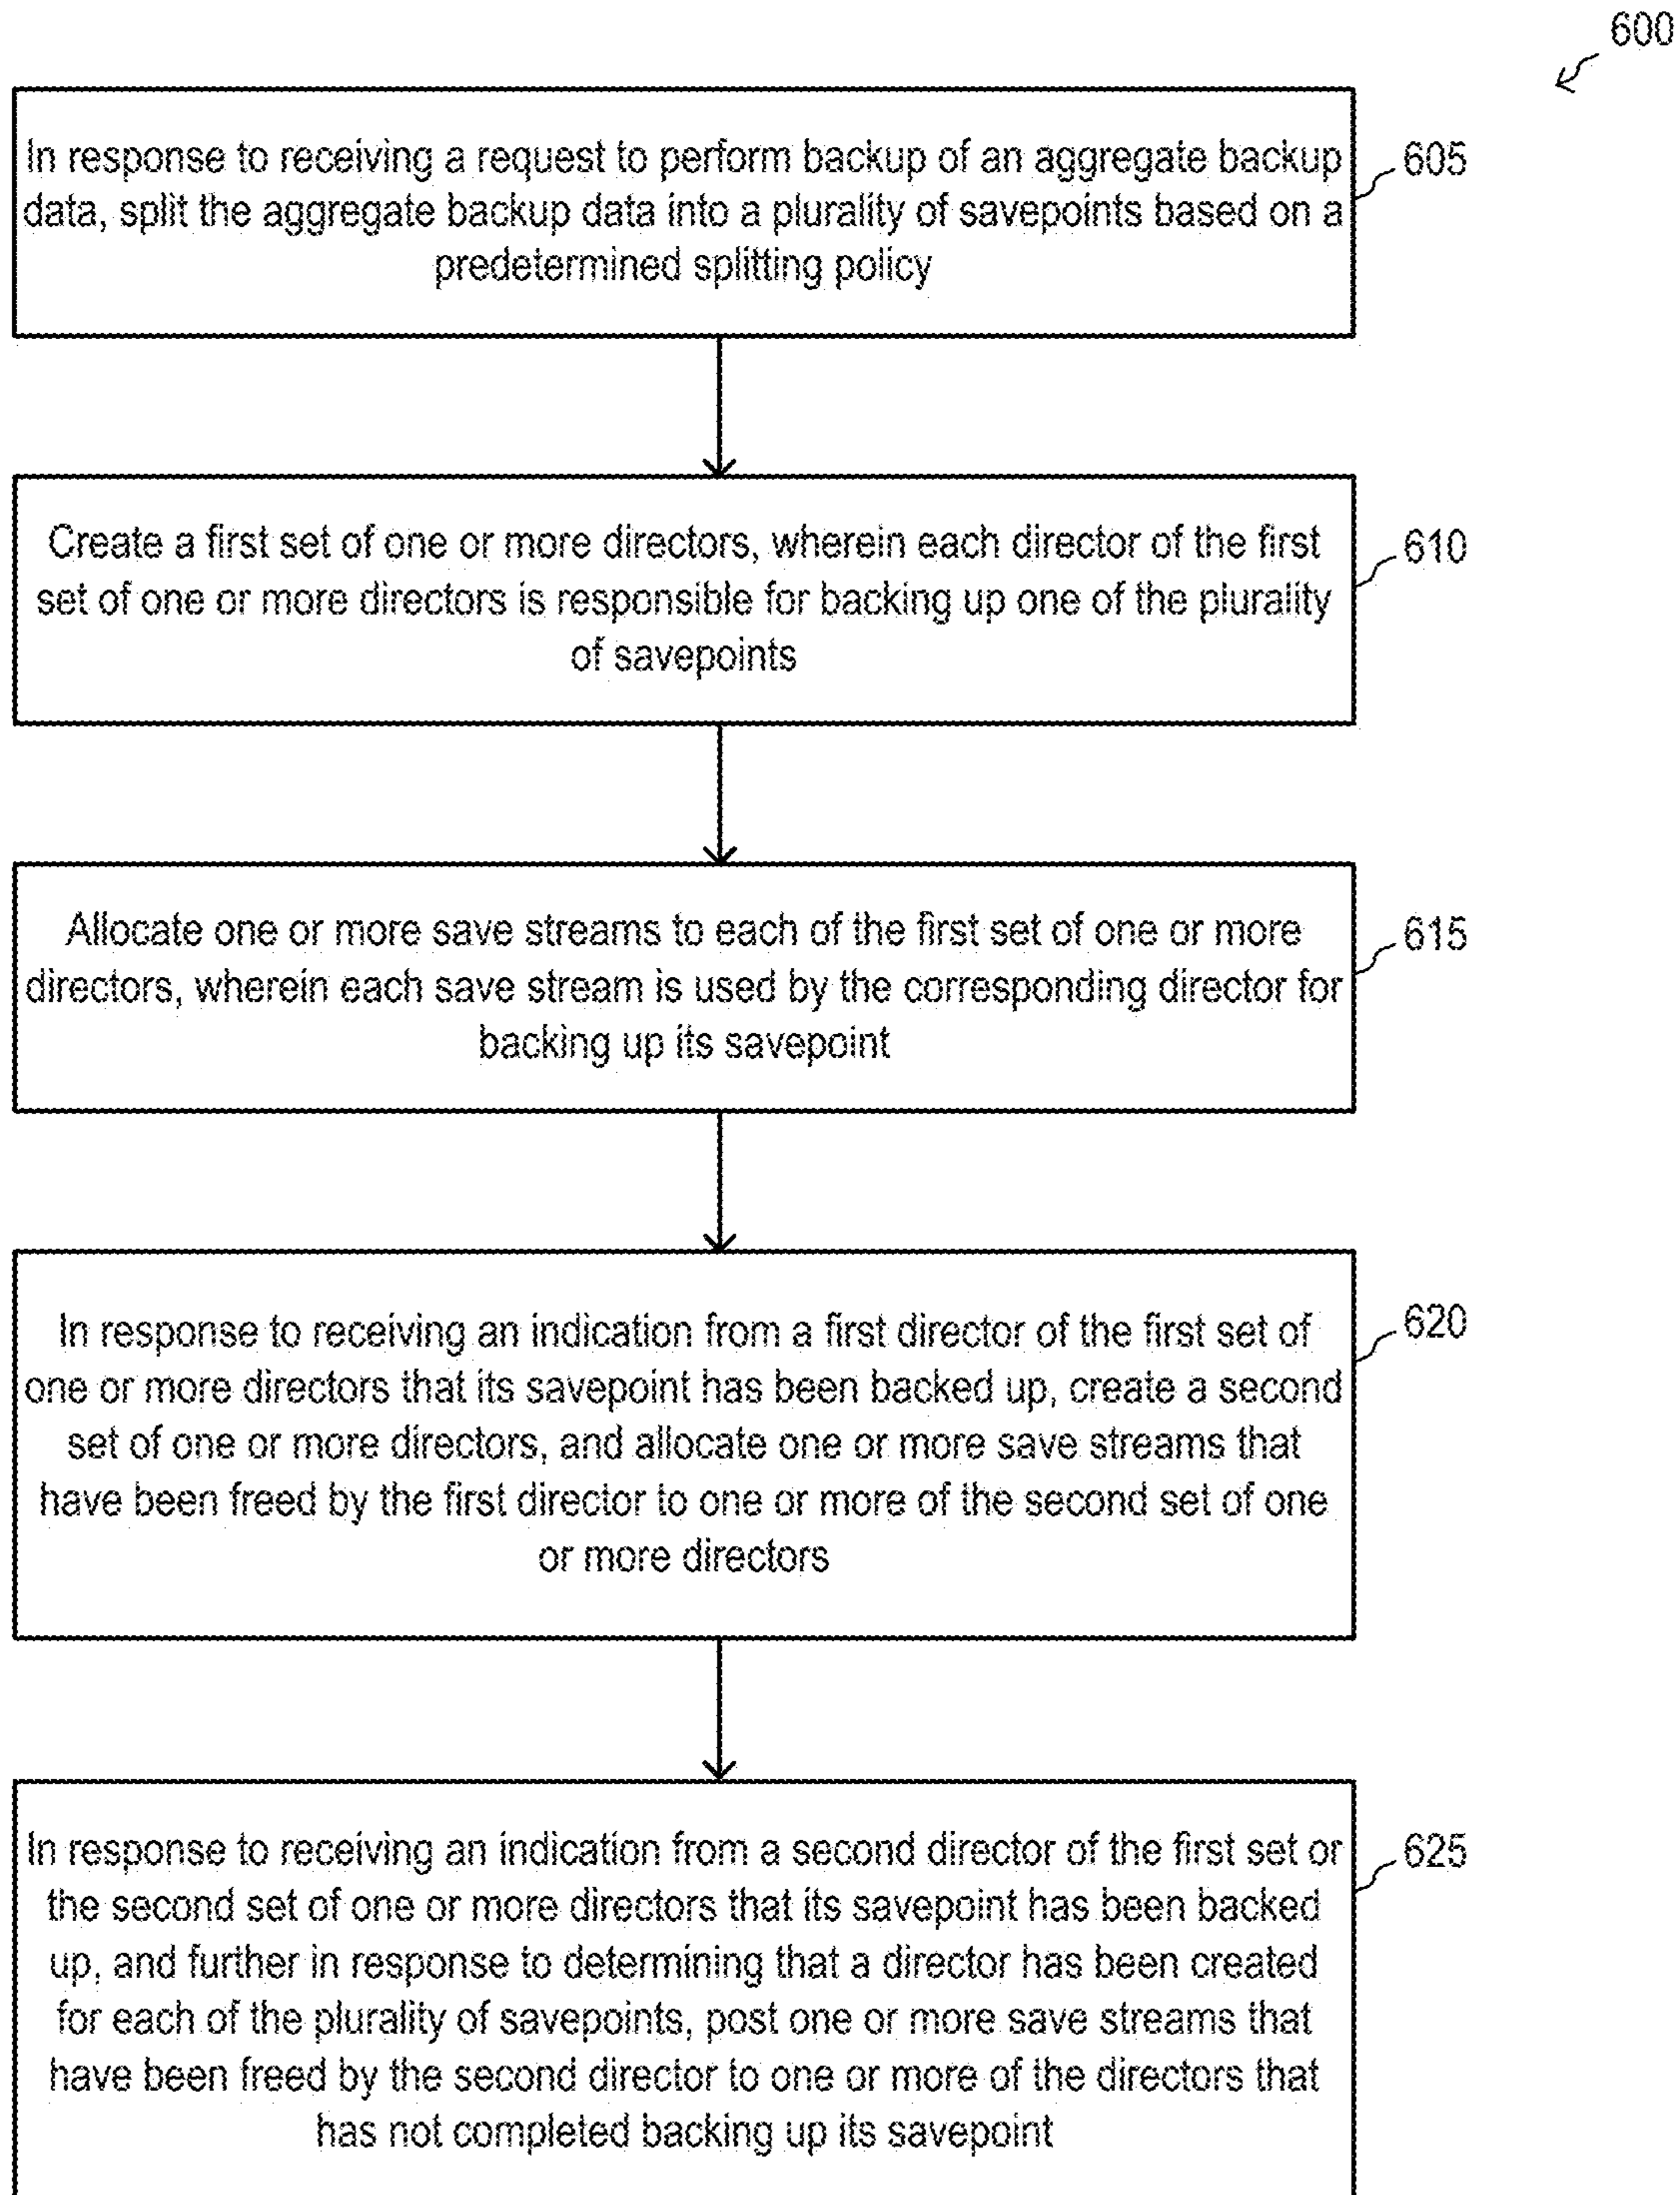 600
In response to receiving a request to perform backup of an aggregate backup
data, split the aggregate backup data into a plurality of savepoints based on a
predetermined splitting policy
605
Create a first set of one or more directors, wherein each director of the first
set of one or more directors is responsible for backing up one of the plurality
of savepoints
610
Allocate one or more save streams to each of the first set of one or more
directors, wherein each save stream is used by the corresponding director for
backing up its savepoint
615
In response to receiving an indication from a first director of the first set of
one or more directors that its savepoint has been backed up, create a second
set of one or more directors, and allocate one or more save streams that
have been freed by the first director to one or more of the second set of one
or more directors
620
In response to receiving an indication from a second director of the first set or
the second set of one or more directors that its savepoint has been backed
up, and further in response to determining that a director has been created
for each of the plurality of savepoints, post one or more save streams that
have been freed by the second director to one or more of the directors that
has not completed backing up its savepoint
625